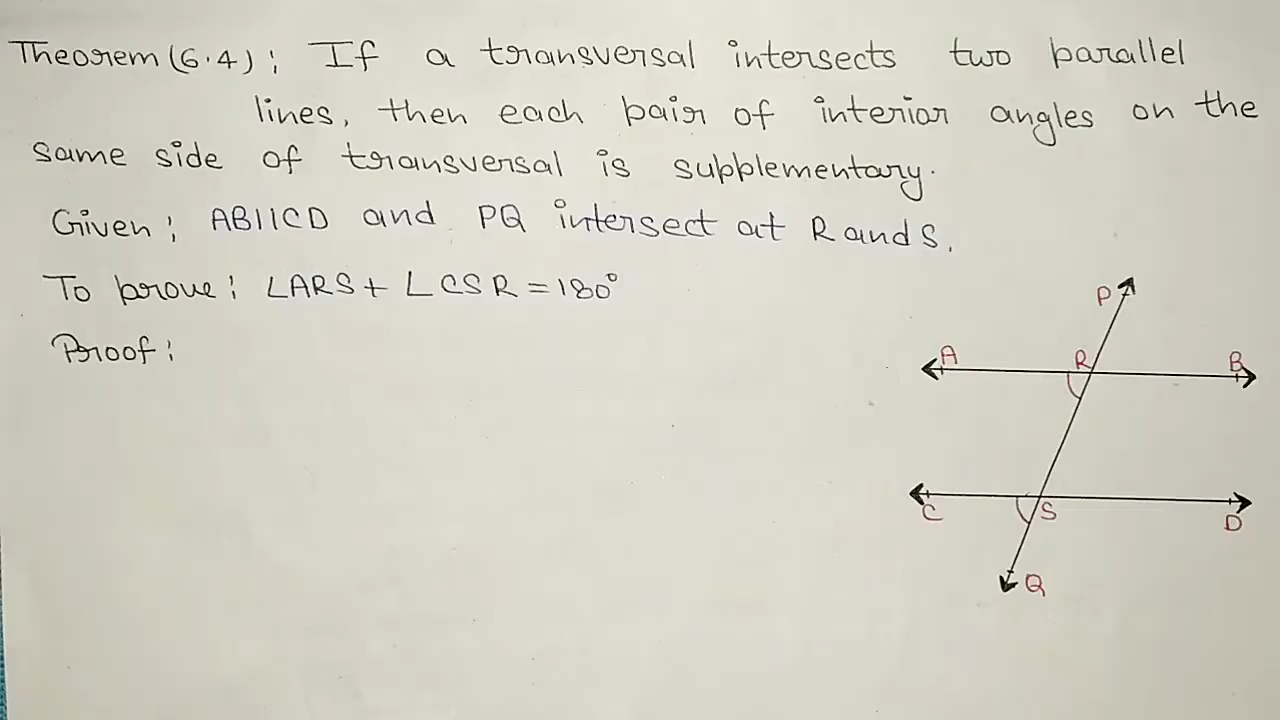 Theorem (6.4) : If a transversal intersects two parallel
lines, then each pair of interior angles on the
same side of transversal is supplementary.
Given : AB||CD and PQ intersect at R and S.
To prove : ∠ARS + ∠CSR = 180°
Proof :
P
A R B
C S D
Q